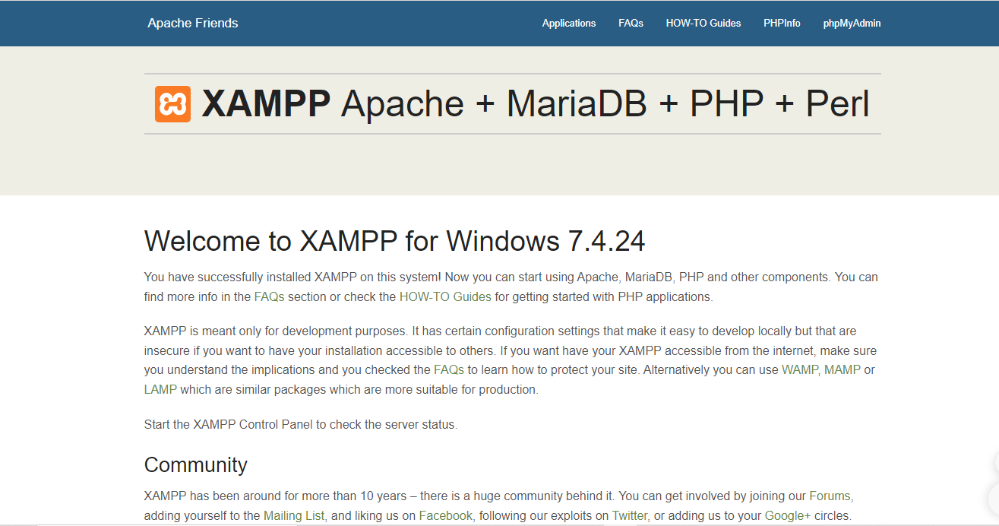 Apache Friends
Applications FAQs HOW-TO Guides PHPInfo phpMyAdmin
XAMPP Apache + MariaDB + PHP + Perl
Welcome to XAMPP for Windows 7.4.24
You have successfully installed XAMPP on this system! Now you can start using Apache, MariaDB, PHP and other components. You can
find more info in the FAQs section or check the HOW-TO Guides for getting started with PHP applications.
XAMPP is meant only for development purposes. It has certain configuration settings that make it easy to develop locally but that are
insecure if you want to have your installation accessible to others. If you want have your XAMPP accessible from the internet, make sure
you understand the implications and you checked the FAQs to learn how to protect your site. Alternatively you can use WAMP, MAMP or
LAMP which are similar packages which are more suitable for production.
Start the XAMPP Control Panel to check the server status.
Community
XAMPP has been around for more than 10 years – there is a huge community behind it. You can get involved by joining our Forums,
adding yourself to the Mailing List, and liking us on Facebook, following our exploits on Twitter, or adding us to your Google+ circles.